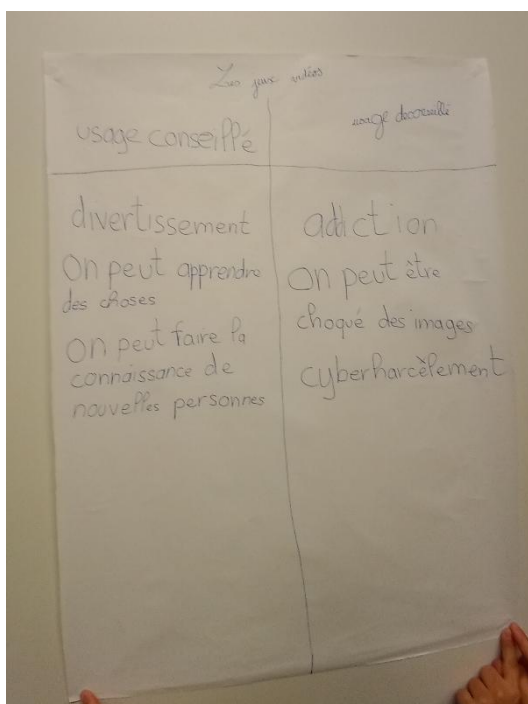 Les jeux vidéos
usage conseillé
usage déconseillé
divertissement
on peut apprendre
des choses
on peut faire la
connaissance de
nouvelles personnes
addiction
on peut être
choqué des images
cyberharcèlement